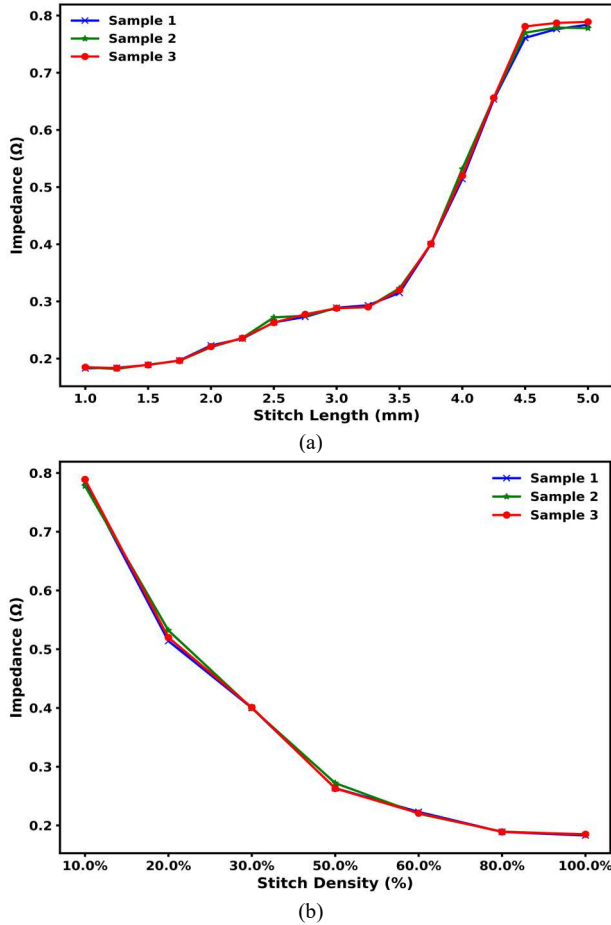 0.8
0.7
0.6
0.5
0.4
0.3
0.2
Impedance (Ω)
Sample 1
Sample 2
Sample 3
1.0 1.5 2.0 2.5 3.0 3.5 4.0 4.5 5.0
Stitch Length (mm)
(a)
0.8
0.7
0.6
0.5
0.4
0.3
0.2
Impedance (Ω)
Sample 1
Sample 2
Sample 3
10.0% 20.0% 30.0% 50.0% 60.0% 80.0% 100.0%
Stitch Density (%)
(b)